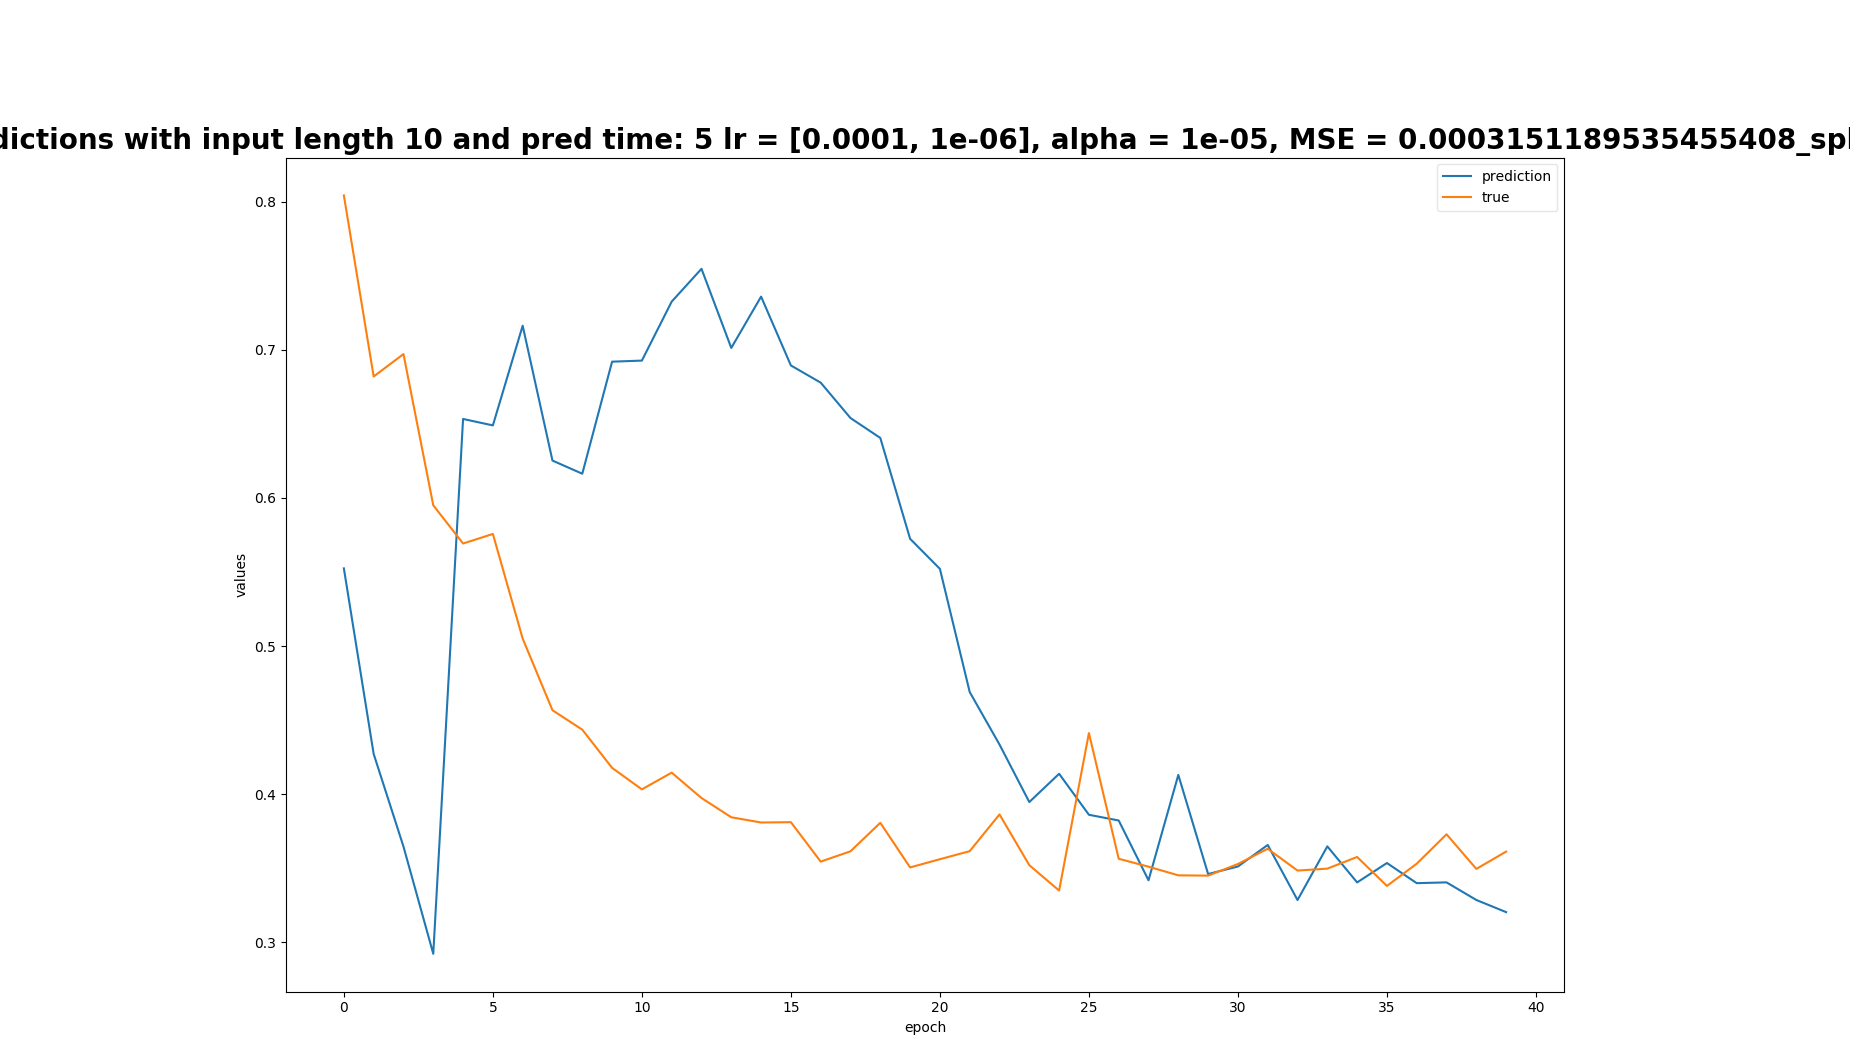 dictions with input length 10 and pred time: 5 lr = [0.0001, 1e-06], alpha = 1e-05, MSE = 0.0003151189535455408_spl
prediction
true
0.8
0.7
0.6
0.5
0.4
0.3
values
0 5 10 15 20 25 30 35 40
epoch